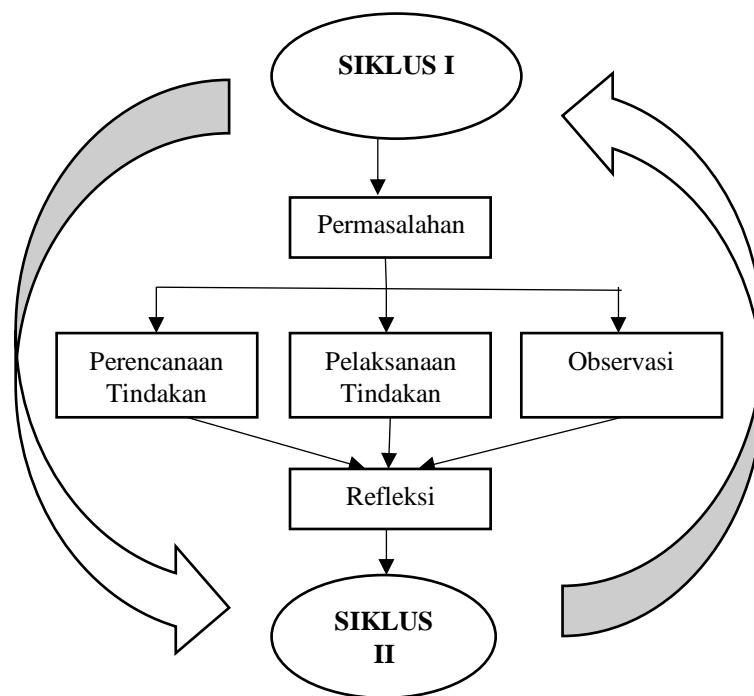 SIKLUS I
Permasalahan
Perencanaan
Tindakan
Pelaksanaan
Tindakan
Observasi
Refleksi
SIKLUS
II